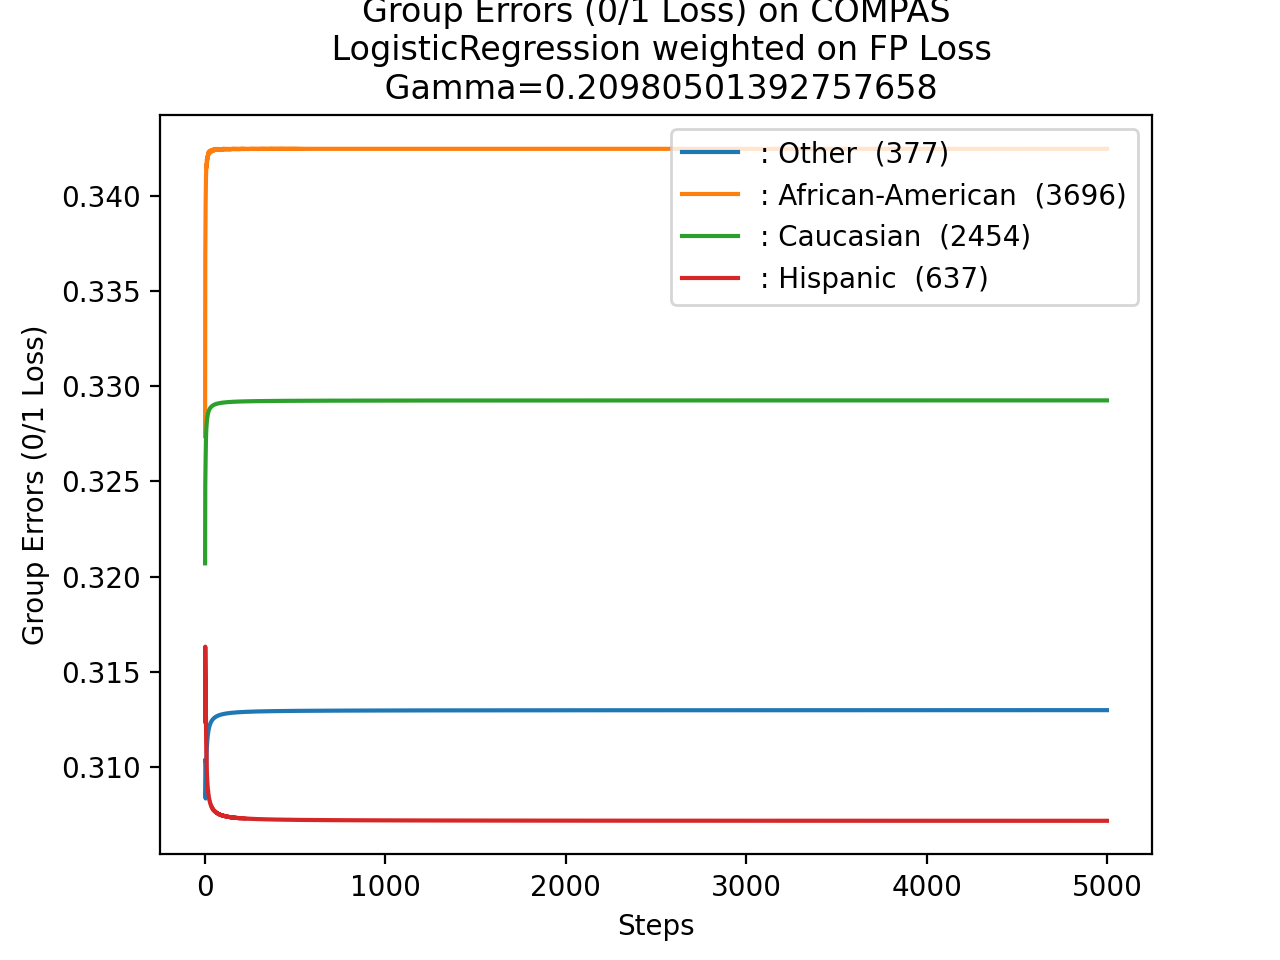 Group Errors (0/1 Loss) on COMPAS
LogisticRegression weighted on FP Loss
Gamma=0.20980501392757658
: Other (377)
: African-American (3696)
: Caucasian (2454)
: Hispanic (637)
Group Errors (0/1 Loss)
0.340
0.335
0.330
0.325
0.320
0.315
0.310
0
1000
2000
3000
4000
5000
Steps